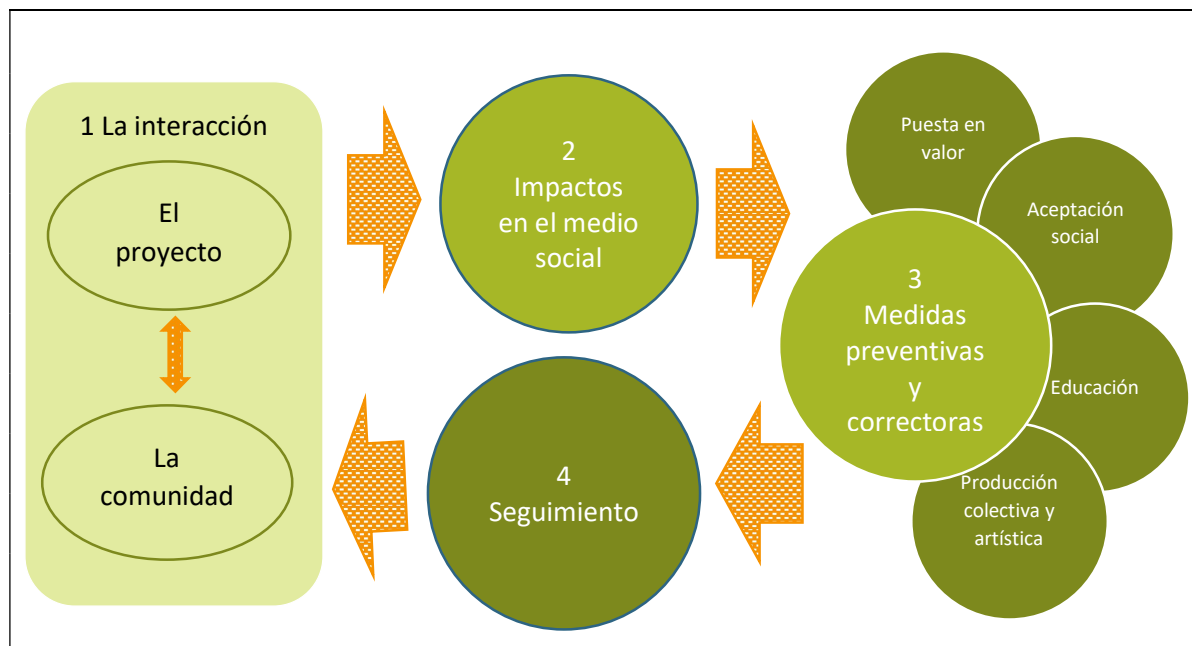 1 La interacción
El
proyecto
La
comunidad
2
Impactos
en el medio
social
3
Medidas
preventivas
y
correctoras
Puesta en
valor
Aceptación
social
Educación
Producción
colectiva y
artística
4
Seguimiento